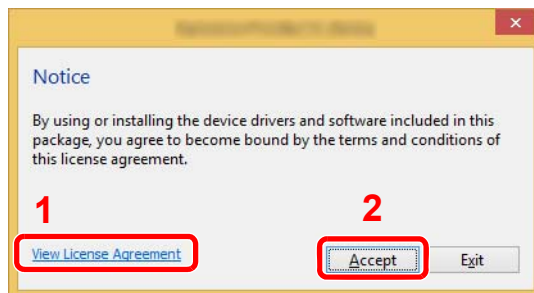 Notice
By using or installing the device drivers and software included in this
package, you agree to become bound by the terms and conditions of
this license agreement.
1
2
View License Agreement
Accept
Exit